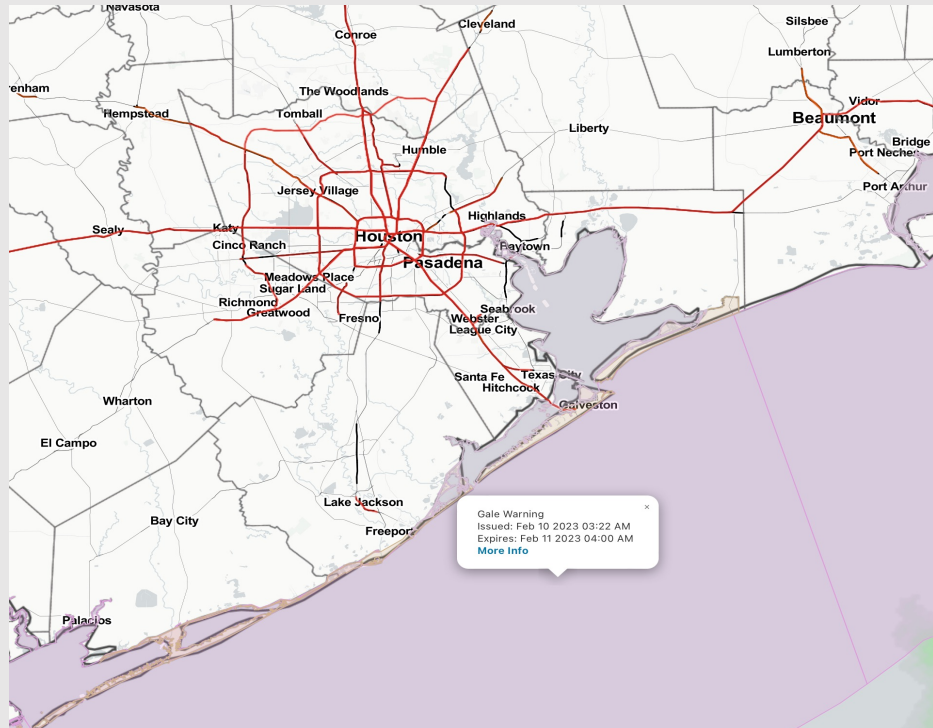 Navasota
Cleveland
Silsbee
Conroe
Lumberton
renham
The Woodlands
Hempstead
Tomball
Vidor
Beaumont
Liberty
Humble
Bridge
Port Neches
Port Arthur
Jersey Village
Highlands
Sealy
Katy
Houston
Cinco Ranch
Baytown
Pasadena
Meadows Place
Sugar Land
Richmond
Greatwood
Seabrook
Fresno
Webster
League City
Santa Fe
Texas City
Hitchcock
Wharton
Galveston
El Campo
Lake Jackson
Bay City
Freeport
Gale Warning
×
Issued: Feb 10 2023 03:22 AM
Expires: Feb 11 2023 04:00 AM
More Info
Palacios